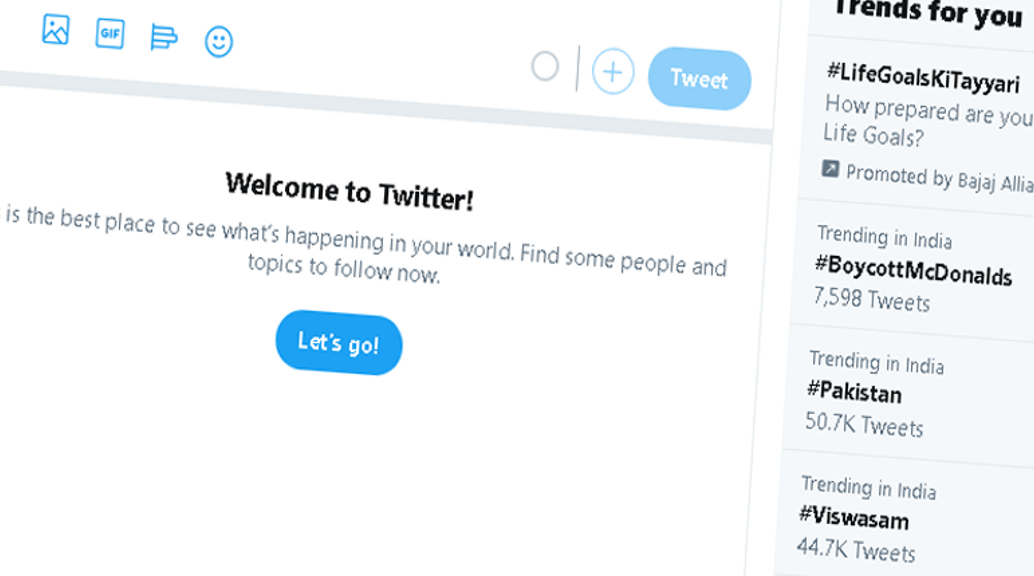 GIF
Tweet
Welcome to Twitter!
is the best place to see what's happening in your world. Find some people and
topics to follow now.
Let's go!
Trends for you
#LifeGoalsKiTayyari
How prepared are you
Life Goals?
Promoted by Bajaj Allia
Trending in India
#BoycottMcDonalds
7,598 Tweets
Trending in India
#Pakistan
50.7K Tweets
Trending in India
#Viswasam
44.7K Tweets